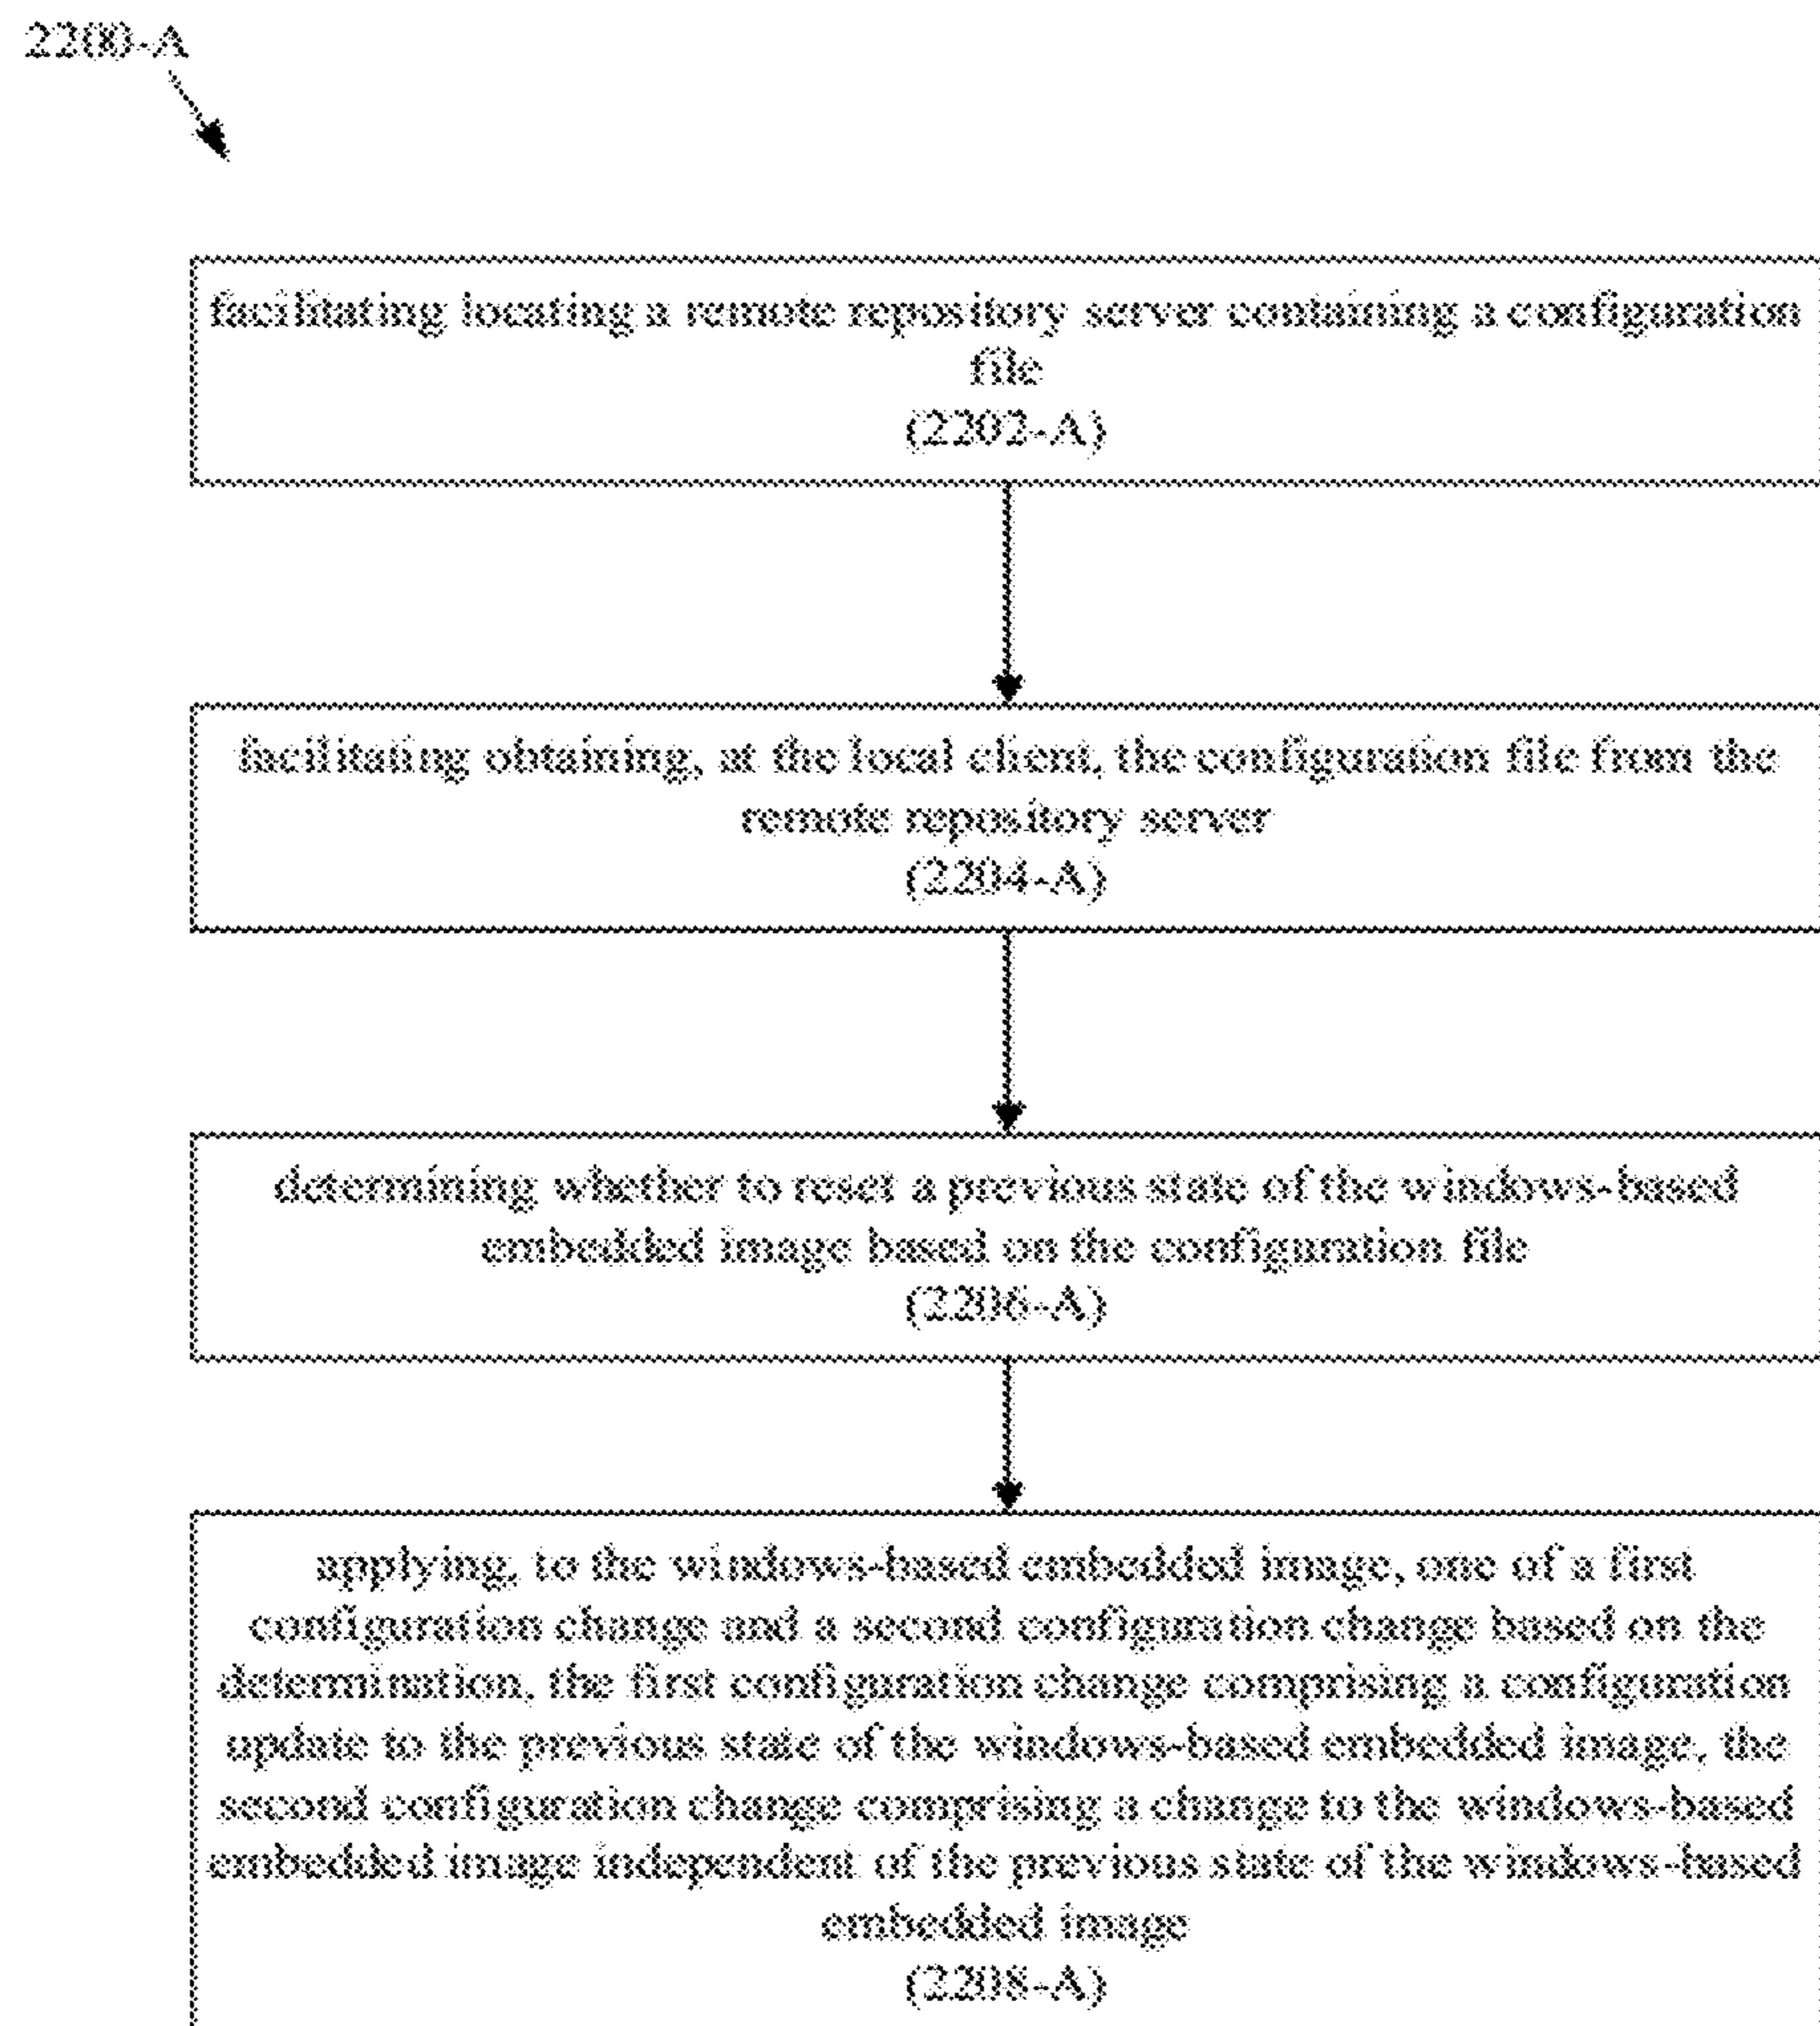 2200-A
facilitating locating a remote repository server containing a configuration
file
(2202-A)
facilitating obtaining, at the local client, the configuration file from the
remote repository server
(2204-A)
determining whether to reset a previous state of the windows-based
embedded image based on the configuration file
(2206-A)
applying, to the windows-based embedded image, one of a first
configuration change and a second configuration change based on the
determination, the first configuration change comprising a configuration
update to the previous state of the windows-based embedded image, the
second configuration change comprising a change to the windows-based
embedded image independent of the previous state of the windows-based
embedded image
(2208-A)